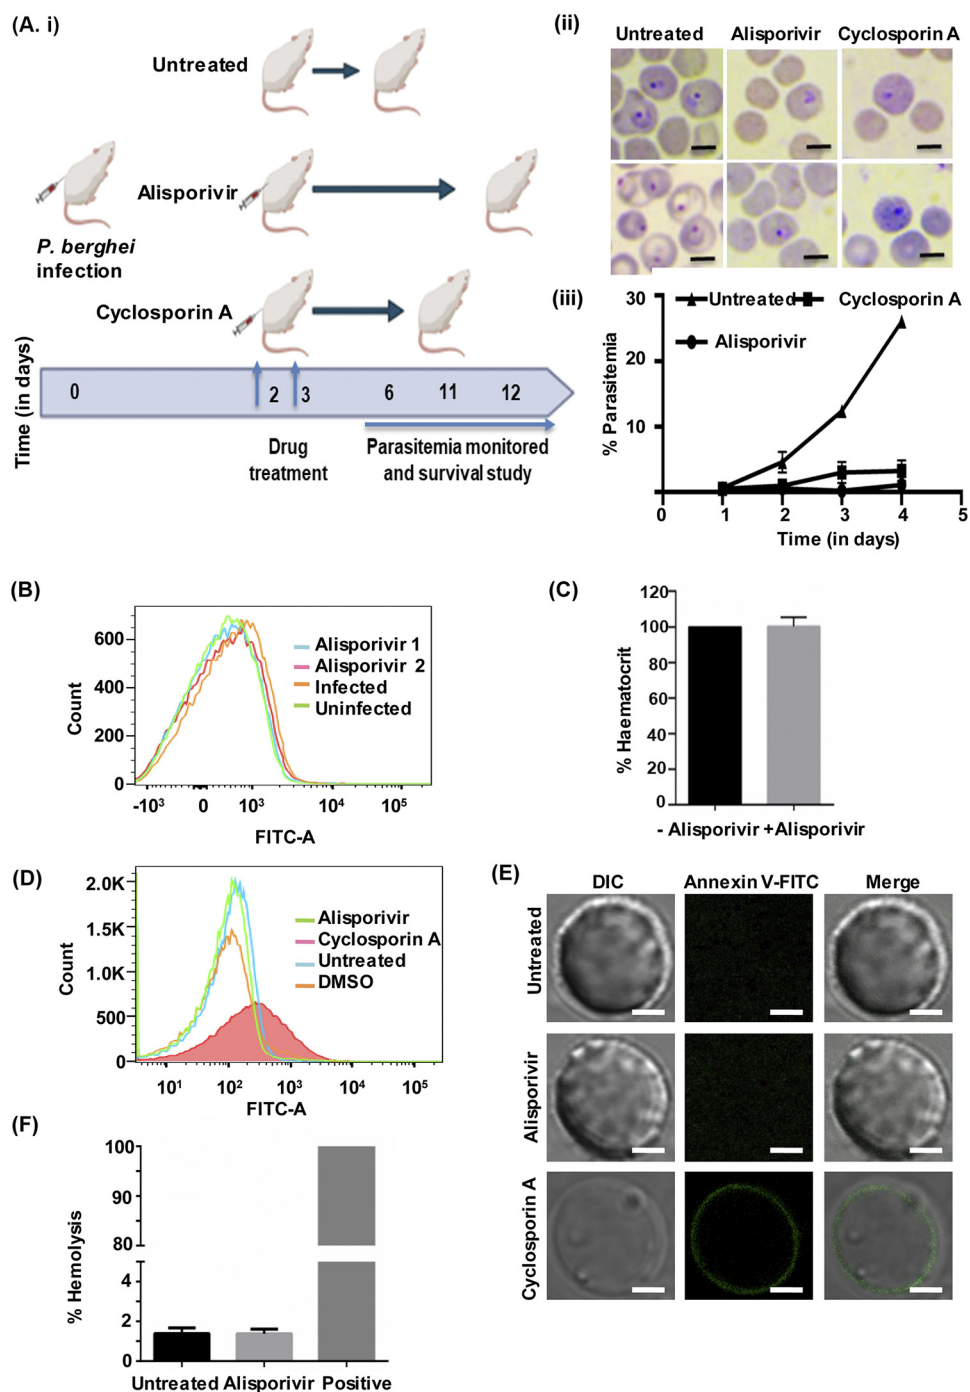 (A. i)
Untreated
Alisporivir
P. berghei
infection
Cyclosporin A
Time (in days)
0 2 3 6 11 12
Drug
treatment
Parasitemia monitored
and survival study
(ii)
Untreated Alisporivir Cyclosporin A
(iii)
Untreated Cyclosporin A
Alisporivir
% Parasitemia
30
20
10
0 1 2 3 4 5
Time (in days)
(B)
Count
600
400
200
0
Alisporivir 1
Alisporivir 2
Infected
Uninfected
-10³ 0 10³ 10⁴ 10⁵
FITC-A
(C)
% Haematocrit
120
100
80
60
40
20
0
- Alisporivir +Alisporivir
(D)
Count
2.0K
1.5K
1.0K
500
0
Alisporivir
Cyclosporin A
Untreated
DMSO
10¹ 10² 10³ 10⁴ 10⁵
FITC-A
(E)
DIC Annexin V-FITC Merge
Untreated
Alisporivir
Cyclosporin A
(F)
% Hemolysis
100
90
80
4
2
0
Untreated Alisporivir Positive